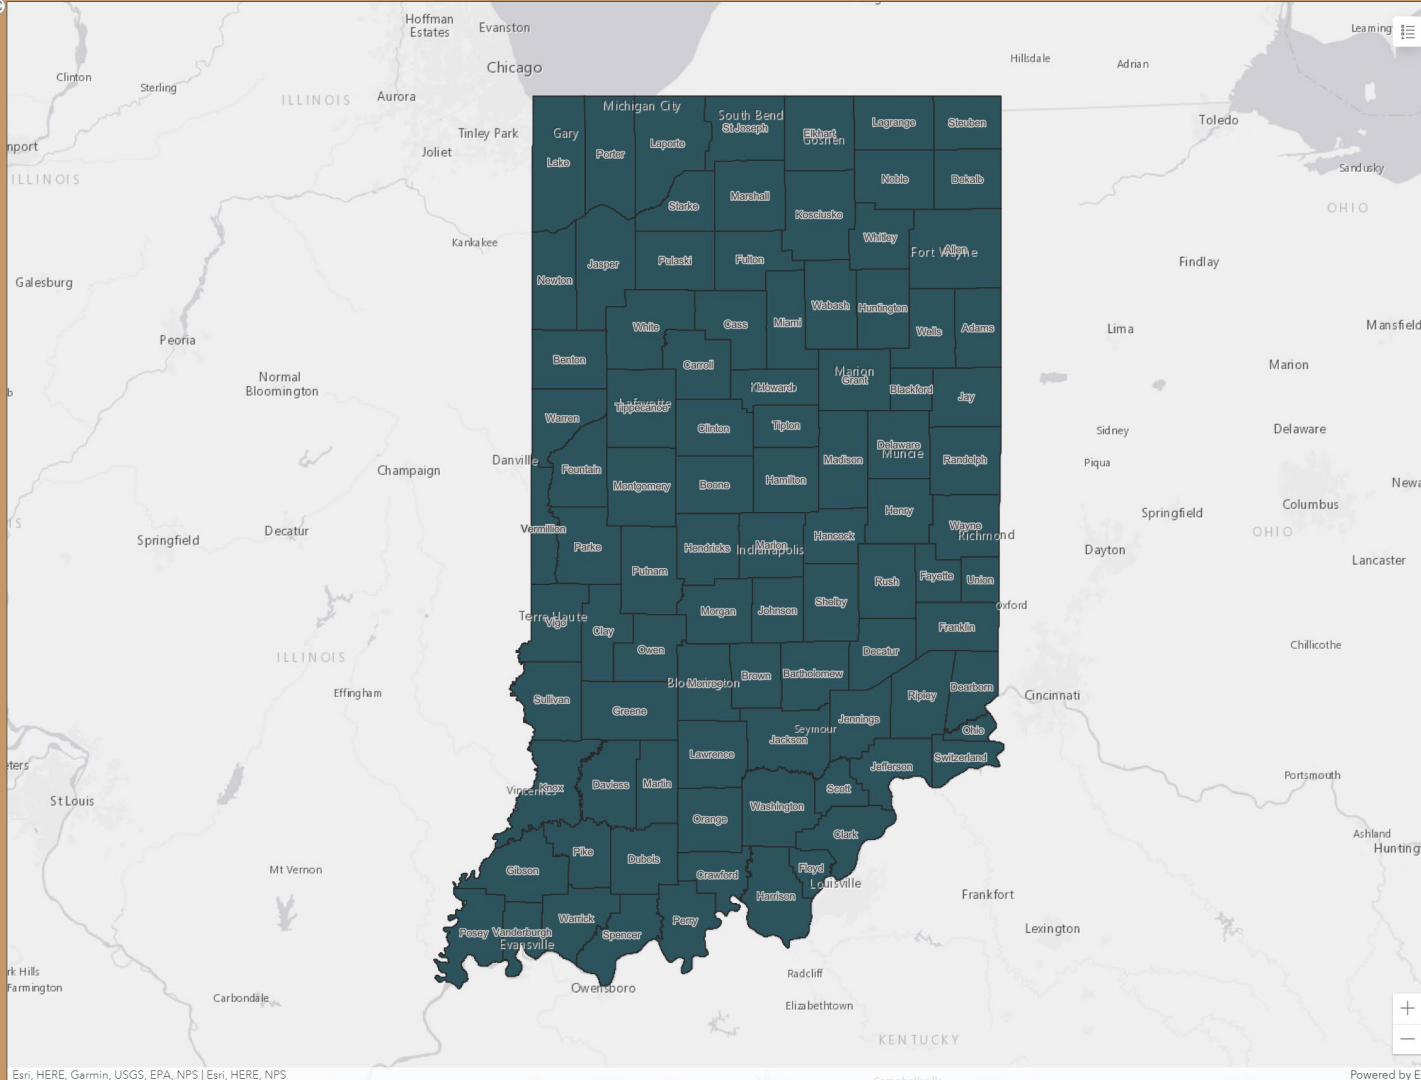 Hoffman
Estates
Evanston
Leaming
Chicago
Hillsdale
Adrian
Clinton
Sterling
ILLINOIS
Aurora
Michigan City
South Bend
St Joseph
Elkhart
Goshen
Lagrange
Steuben
Toledo
nport
Tinley Park
Joliet
Gary
Lake
Porter
Laporte
Sandusky
ILLINOIS
Noble
Dekalb
Starke
Marshall
Kosciusko
OHIO
Kankakee
Whitley
Allen
Fort Wayne
Galesburg
Newton
Jasper
Pulaski
Fulton
Findlay
Wabash
Huntington
Peoria
White
Cass
Miami
Wells
Adams
Lima
Mansfield
Benton
Carroll
Marion
Grant
Marion
Normal
Bloomington
b
Howard
Blackford
Jay
Warren
Lafayette
Tippecanoe
Clinton
Tipton
Sidney
Delaware
Danville
Champaign
Fountain
Madison
Delaware
Muncie
Randolph
Piqua
Montgomery
Boone
Hamilton
Newa
IS
Springfield
Decatur
Vermillion
Henry
Springfield
Columbus
OHIO
Parke
Hendricks
Marion
Indianapolis
Hancock
Wayne
Richmond
Dayton
Lancaster
Putnam
Rush
Fayette
Union
Terre Haute
Vigo
Clay
Morgan
Johnson
Shelby
Oxford
Franklin
ILLINOIS
Owen
Decatur
Chillicothe
Effingham
Sullivan
Greene
Bloomington
Monroe
Brown
Bartholomew
Ripley
Dearborn
Cincinnati
Seymour
Jackson
Jennings
Ohio
eters
Lawrence
Jefferson
Switzerland
Portsmouth
St Louis
Vincennes
Knox
Daviess
Martin
Scott
Orange
Washington
Clark
Ashland
Hunting
Mt Vernon
Gibson
Pike
Dubois
Crawford
Floyd
Louisville
Harrison
Frankfort
Lexington
Posey
Vanderburgh
Evansville
Warrick
Spencer
Perry
rk Hills
Farmington
Carbondale
Owensboro
Radcliff
Elizabethtown
KENTUCKY
Esri, HERE, Garmin, USGS, EPA, NPS | Esri, HERE, NPS
Powered by E